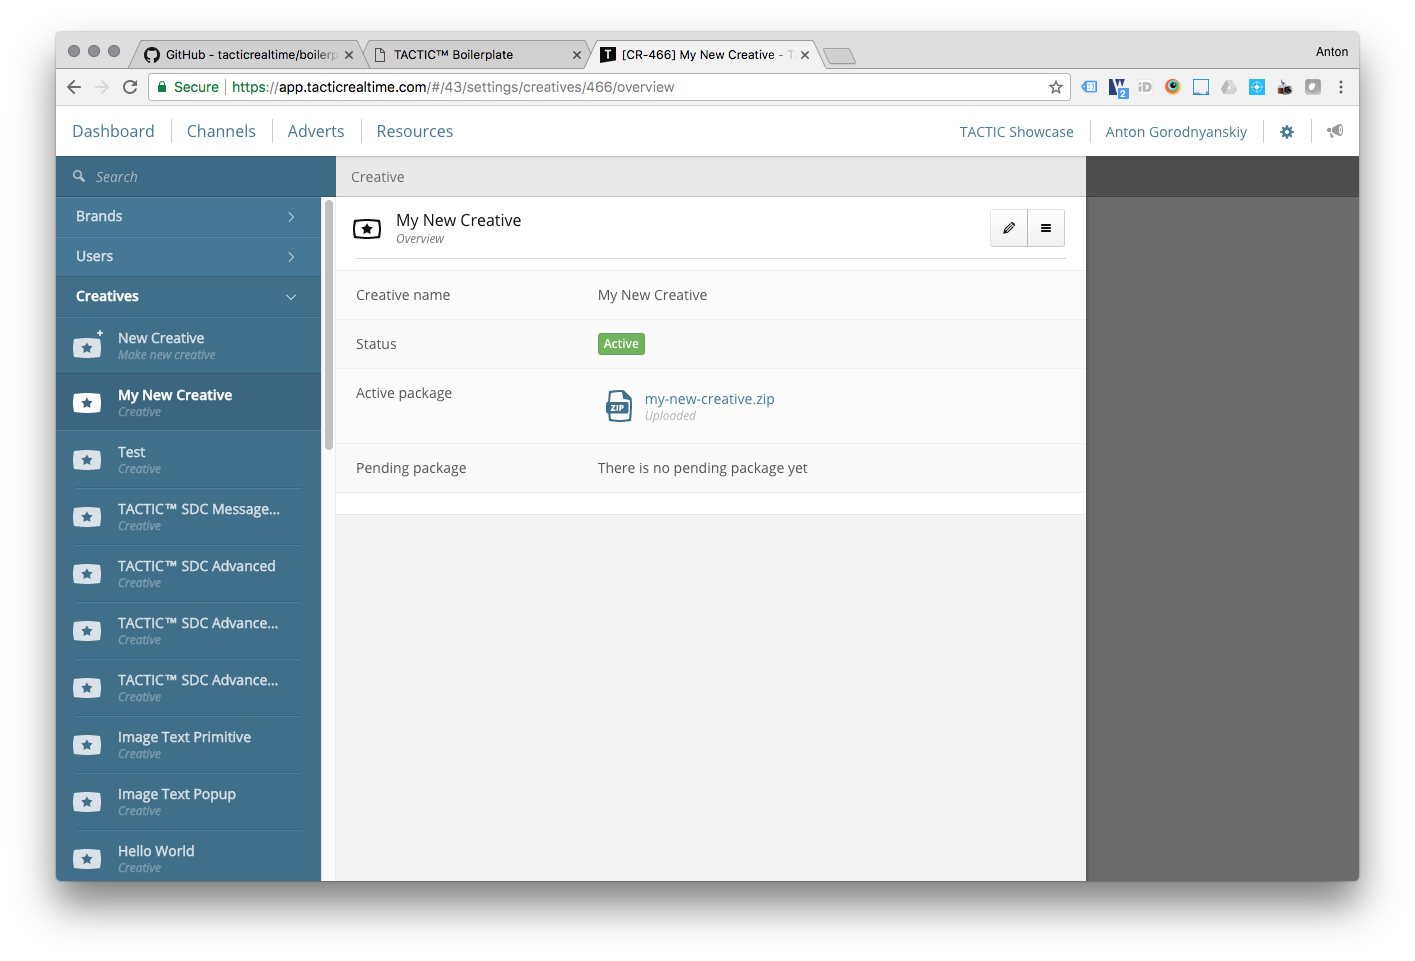 GitHub - tacticrealtime/boilerp
TACTIC™ Boilerplate
[CR-466] My New Creative - T
Anton
Secure
https://app.tacticrealtime.com/#/43/settings/creatives/466/overview
2
iD
Dashboard
Channels
Adverts
Resources
TACTIC Showcase
Anton Gorodnyanskiy
Search
Brands
Users
Creatives
New Creative
Make new creative
My New Creative
Creative
Test
Creative
TACTIC™ SDC Message...
Creative
TACTIC™ SDC Advanced
Creative
TACTIC™ SDC Advance...
Creative
TACTIC™ SDC Advance...
Creative
Image Text Primitive
Creative
Image Text Popup
Creative
Hello World
Creative
Creative
My New Creative
Overview
Creative name
My New Creative
Status
Active
Active package
ZIP
my-new-creative.zip
Uploaded
Pending package
There is no pending package yet